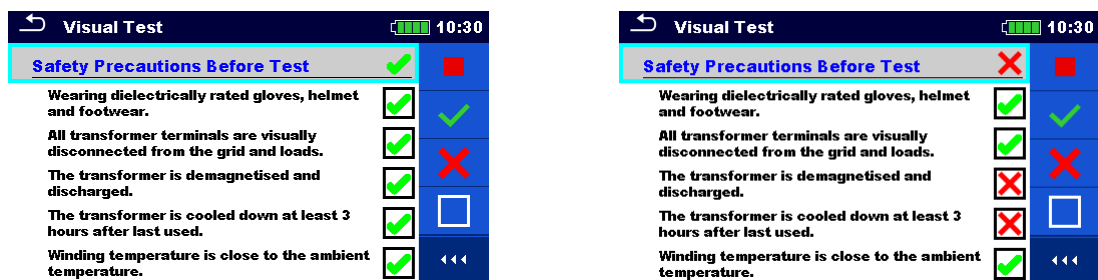 Visual Test
10:30
Safety Precautions Before Test
Wearing dielectrically rated gloves, helmet
and footwear.
All transformer terminals are visually
disconnected from the grid and loads.
The transformer is demagnetised and
discharged.
The transformer is cooled down at least 3
hours after last used.
Winding temperature is close to the ambient
temperature.
Visual Test
10:30
Safety Precautions Before Test
Wearing dielectrically rated gloves, helmet
and footwear.
All transformer terminals are visually
disconnected from the grid and loads.
The transformer is demagnetised and
discharged.
The transformer is cooled down at least 3
hours after last used.
Winding temperature is close to the ambient
temperature.